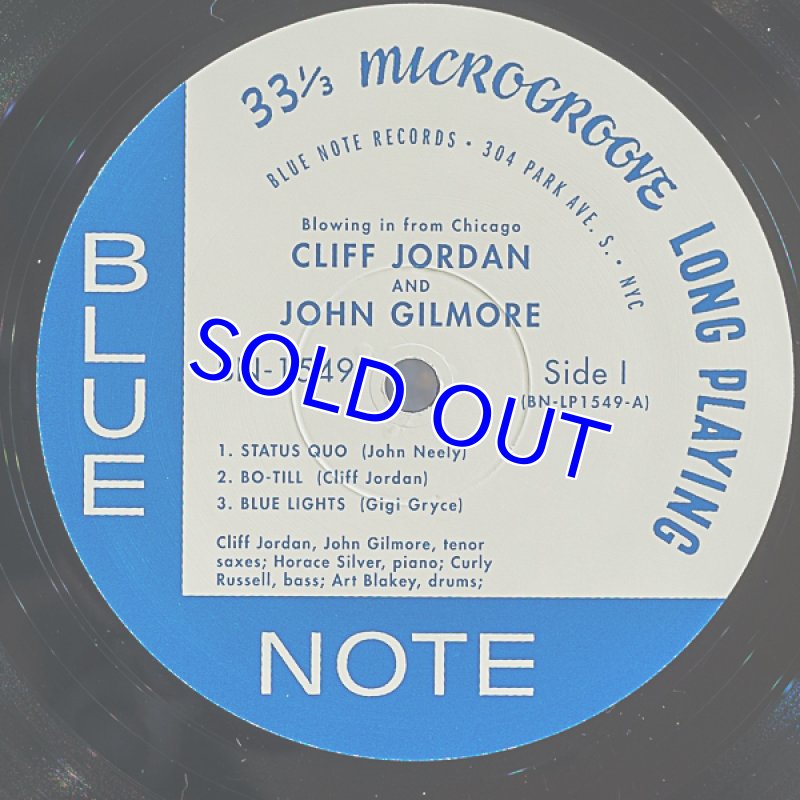 33⅓ MICROGROOVE LONG PLAYING
BLUE NOTE RECORDS • 304 PARK AVE. S. • NYC
Blowing in from Chicago
CLIFF JORDAN
AND
JOHN GILMORE
BN-1549
Side 1
(BN-LP1549-A)
SOLD OUT
1. STATUS QUO (John Neely)
2. BO-TILL (Cliff Jordan)
3. BLUE LIGHTS (Gigi Gryce)
Cliff Jordan, John Gilmore, tenor
saxes; Horace Silver, piano; Curly
Russell, bass; Art Blakey, drums;
BLUE
NOTE